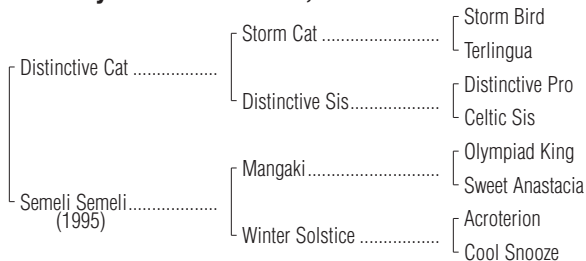 Storm Bird
Storm Cat ....................
Terlingua
Distinctive Cat .................
Distinctive Pro
Distinctive Sis....................
Celtic Sis
Olympiad King
Mangaki.............................
Sweet Anastacia
Semeli Semeli..................
(1995)
Acroterion
Winter Solstice .................
Cool Snooze